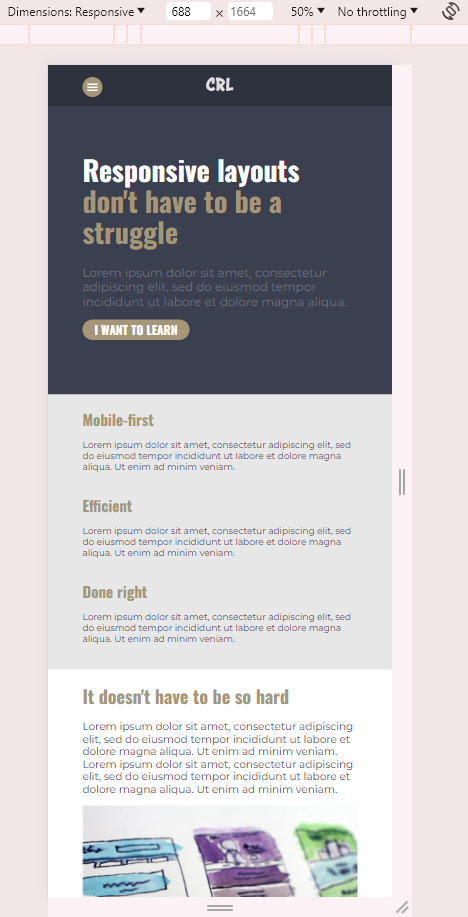 Dimensions: Responsive 688 × 1664 50% No throttling
CRL
Responsive layouts
don't have to be a
struggle
Lorem ipsum dolor sit amet, consectetur
adipiscing elit, sed do eiusmod tempor
incididunt ut labore et dolore magna aliqua.
I WANT TO LEARN
Mobile-first
Lorem ipsum dolor sit amet, consectetur adipiscing elit, sed
do eiusmod tempor incididunt ut labore et dolore magna
aliqua. Ut enim ad minim veniam.
Efficient
Lorem ipsum dolor sit amet, consectetur adipiscing elit, sed
do eiusmod tempor incididunt ut labore et dolore magna
aliqua. Ut enim ad minim veniam.
Done right
Lorem ipsum dolor sit amet, consectetur adipiscing elit, sed
do eiusmod tempor incididunt ut labore et dolore magna
aliqua. Ut enim ad minim veniam.
It doesn't have to be so hard
Lorem ipsum dolor sit amet, consectetur adipiscing
elit, sed do eiusmod tempor incididunt ut labore et
dolore magna aliqua. Ut enim ad minim veniam.
Lorem ipsum dolor sit amet, consectetur adipiscing
elit, sed do eiusmod tempor incididunt ut labore et
dolore magna aliqua. Ut enim ad minim veniam.